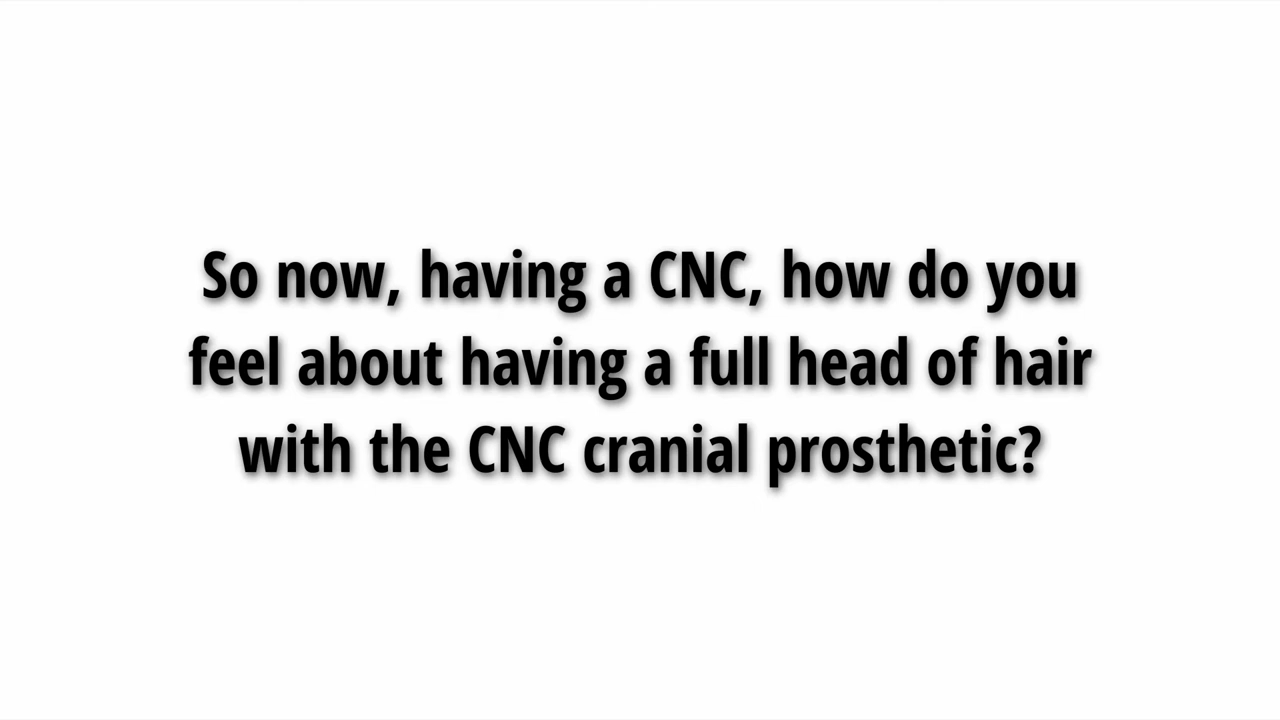 So now, having a CNC, how do you
feel about having a full head of hair
with the CNC cranial prosthetic?